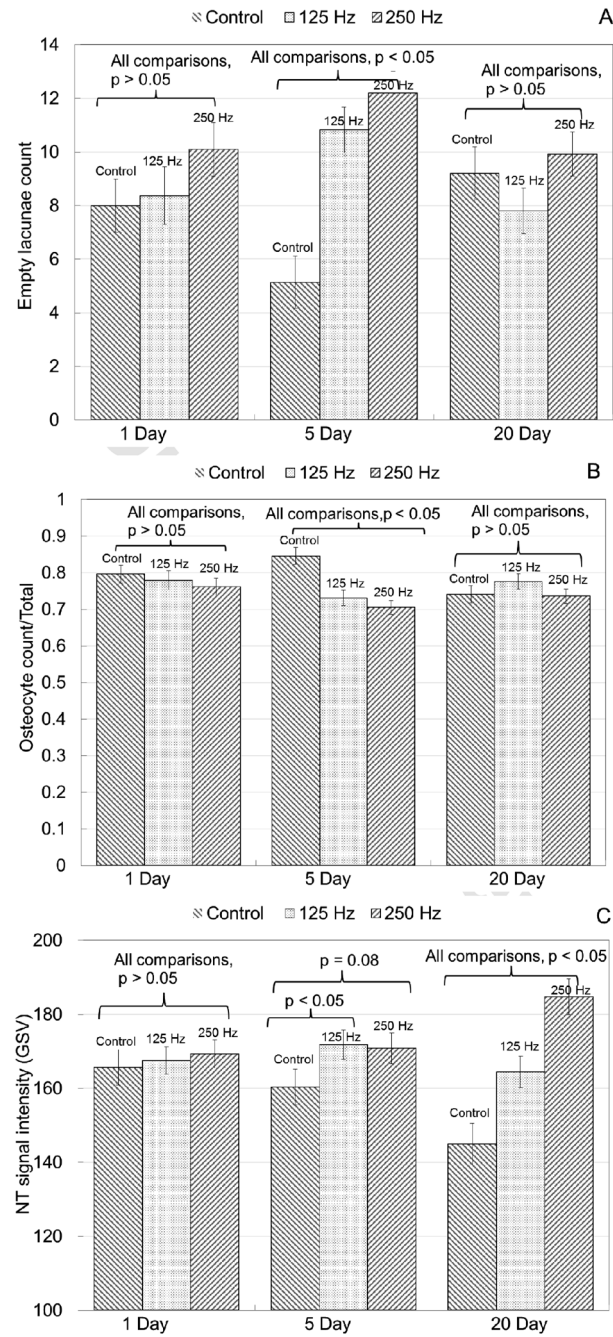 Control 125 Hz 250 Hz
A
14
12
10
8
6
4
2
0
Empty lacunae count
All comparisons,
p > 0.05
Control
125 Hz
250 Hz
All comparisons, p < 0.05
Control
125 Hz
250 Hz
All comparisons,
p > 0.05
Control
125 Hz
250 Hz
1 Day 5 Day 20 Day
Control 125 Hz 250 Hz
B
1
0.9
0.8
0.7
0.6
0.5
0.4
0.3
0.2
0.1
0
Osteocyte count/Total
All comparisons,
p > 0.05
Control
125 Hz
250 Hz
All comparisons,p < 0.05
Control
125 Hz
250 Hz
All comparisons,
p > 0.05
Control
125 Hz
250 Hz
1 Day 5 Day 20 Day
Control 125 Hz 250 Hz
C
200
180
160
140
120
100
NT signal intensity (GSV)
All comparisons,
p > 0.05
Control
125 Hz
250 Hz
p = 0.08
p < 0.05
Control
125 Hz
250 Hz
All comparisons, p < 0.05
Control
125 Hz
250 Hz
1 Day 5 Day 20 Day